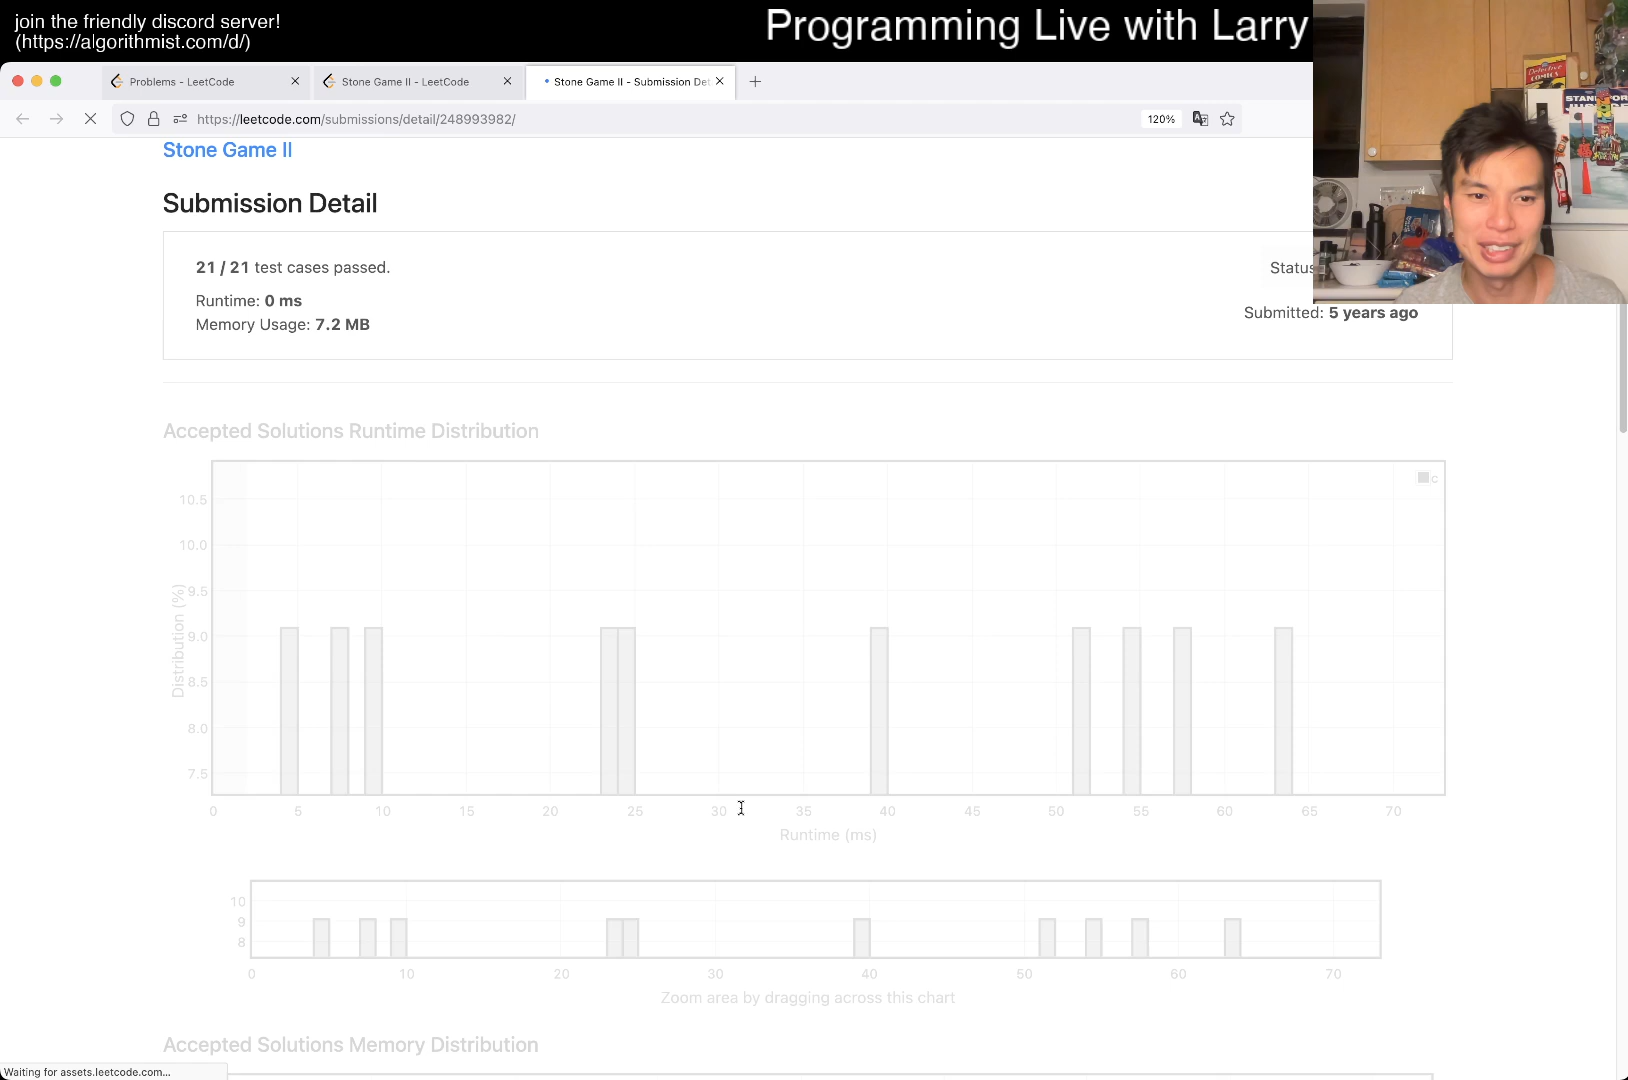 join the friendly discord server!
(https://algorithmist.com/d/)
Programming Live with Larry
Problems - LeetCode
Stone Game II - LeetCode
Stone Game II - Submission Det
https://leetcode.com/submissions/detail/248993982/
120%
Stone Game II
Submission Detail
21 / 21 test cases passed.
Status
Runtime: 0 ms
Memory Usage: 7.2 MB
Submitted: 5 years ago
Accepted Solutions Runtime Distribution
c
10.5
10.0
9.5
9.0
8.5
8.0
7.5
Distribution (%)
0 5 10 15 20 25 30 35 40 45 50 55 60 65 70
Runtime (ms)
10
9
8
0 10 20 30 40 50 60 70
Zoom area by dragging across this chart
Accepted Solutions Memory Distribution
Waiting for assets.leetcode.com...